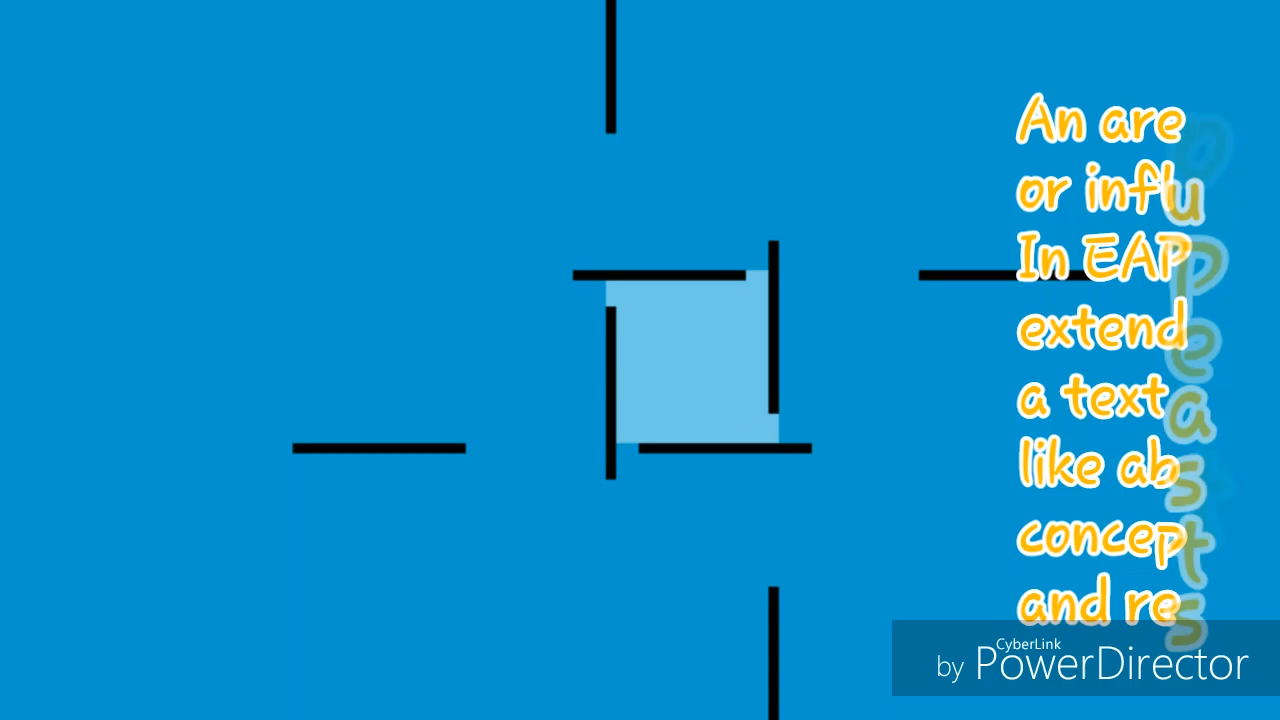 An are
or infl
In EAP
extend
a text
like ab
concep
and re
CyberLink
by PowerDirector